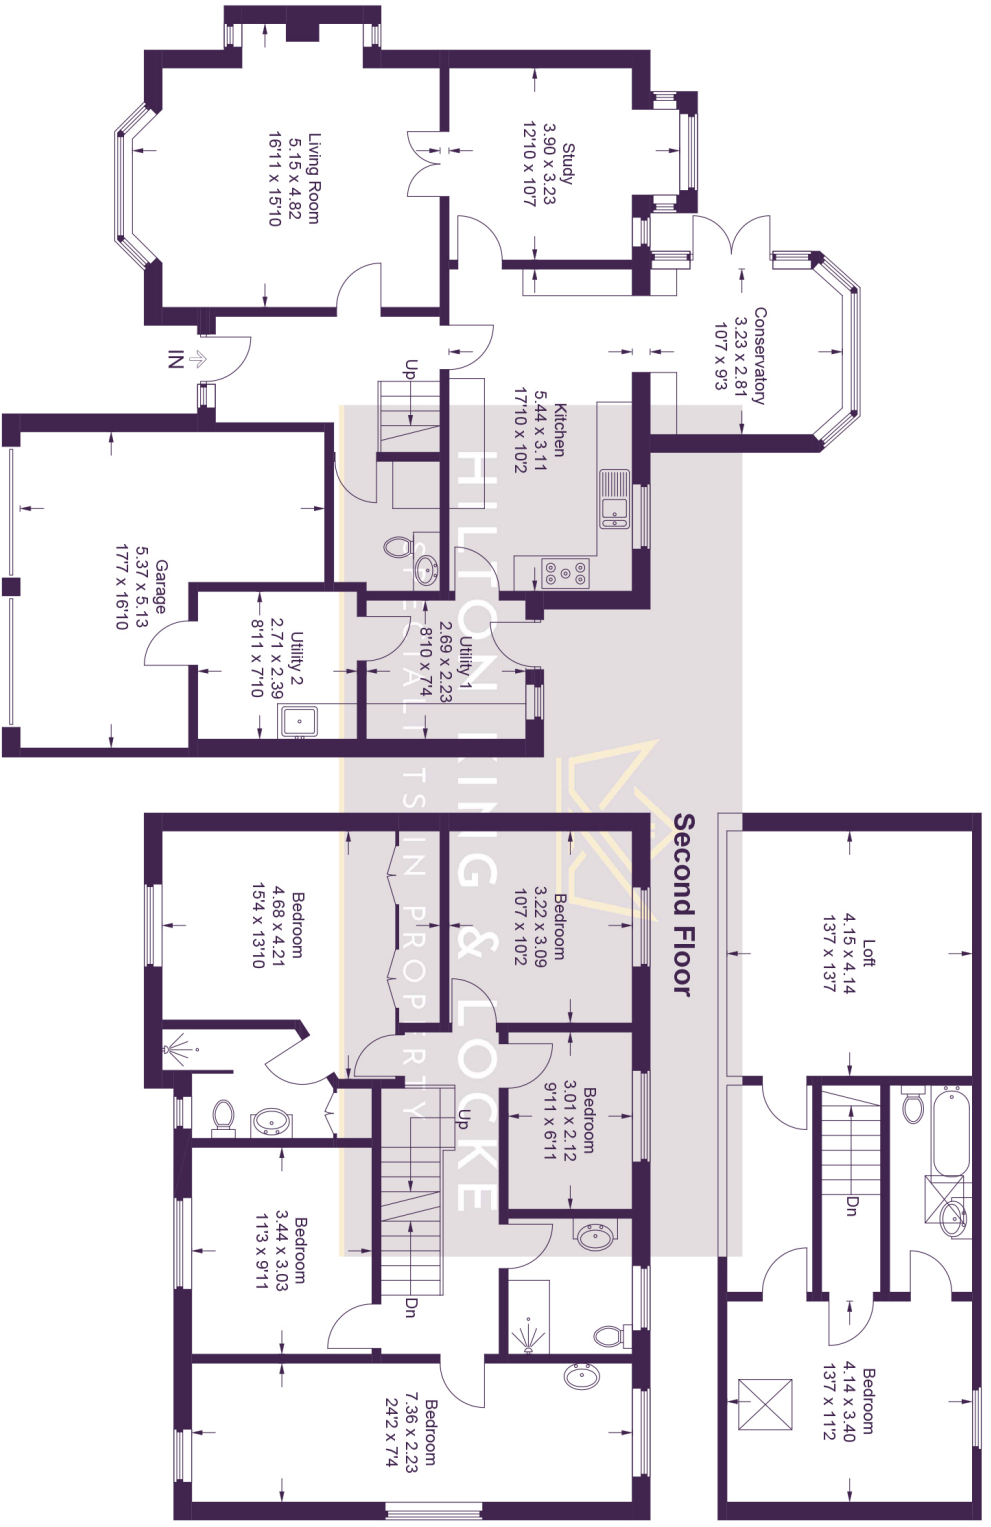 Living Room
5.15 x 4.82
16'11 x 15'10
Study
3.90 x 3.23
12'10 x 10'7
Conservatory
3.23 x 2.81
10'7 x 9'3
Kitchen
5.44 x 3.11
17'10 x 10'2
Up
IN
Garage
5.37 x 5.13
17'7 x 16'10
Utility 1
2.69 x 2.23
8'10 x 7'4
Utility 2
2.71 x 2.39
8'11 x 7'10
HILTON KING & LOCKE
SPECIALISTS IN PROPERTY
Second Floor
Loft
4.15 x 4.14
13'7 x 13'7
Dn
Bedroom
4.14 x 3.40
13'7 x 11'2
Bedroom
3.22 x 3.09
10'7 x 10'2
Bedroom
3.01 x 2.12
9'11 x 6'11
Bedroom
4.68 x 4.21
15'4 x 13'10
Up
Dn
Bedroom
3.44 x 3.03
11'3 x 9'11
Bedroom
7.36 x 2.23
24'2 x 7'4